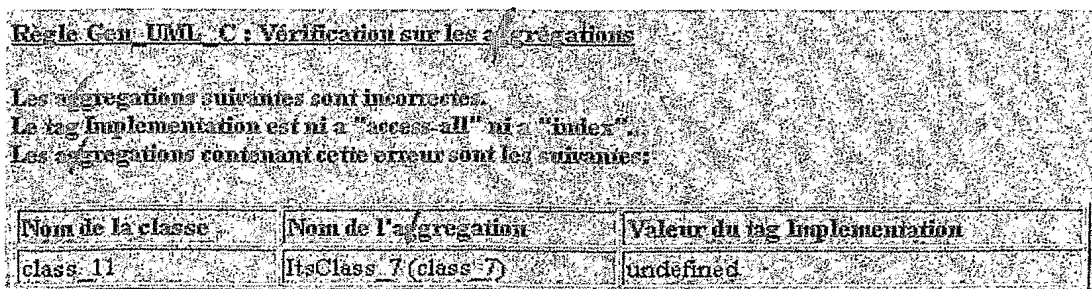 Règle Gen_UML_C : Vérification sur les aggrégations
Les aggregations suivantes sont incorrectes.
Le tag Implementation est ni a "access-all" ni a "index"...
Les aggregations contenant cette erreur sont les suivantes:
Nom de la classe Nom de l'aggregation Valeur du tag Implementation
class_11 ItsClass_7 (class_7) undefined